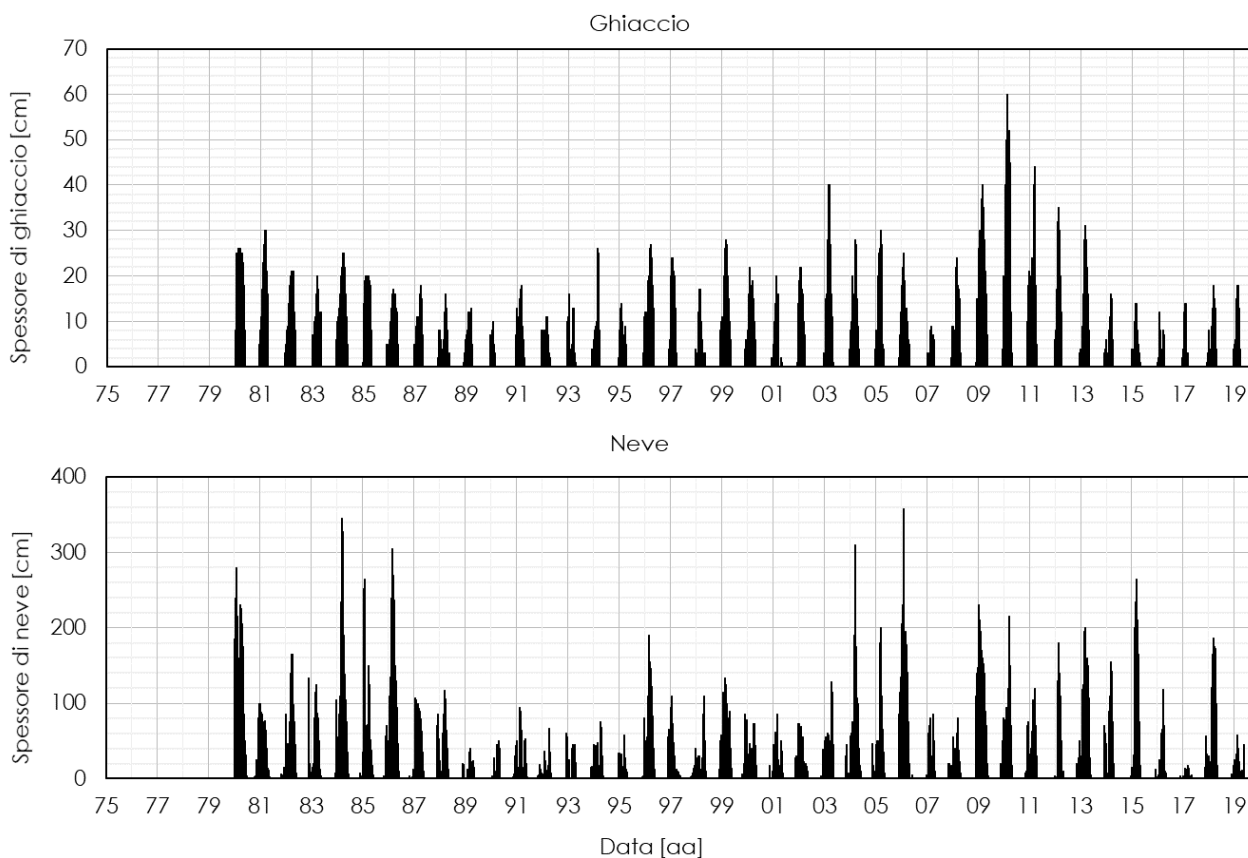 Ghiaccio
70
60
50
40
30
20
10
0
Spessore di ghiaccio [cm]
75 77 79 81 83 85 87 89 91 93 95 97 99 01 03 05 07 09 11 13 15 17 19
Neve
400
300
200
100
0
Spessore di neve [cm]
75 77 79 81 83 85 87 89 91 93 95 97 99 01 03 05 07 09 11 13 15 17 19
Data [aa]